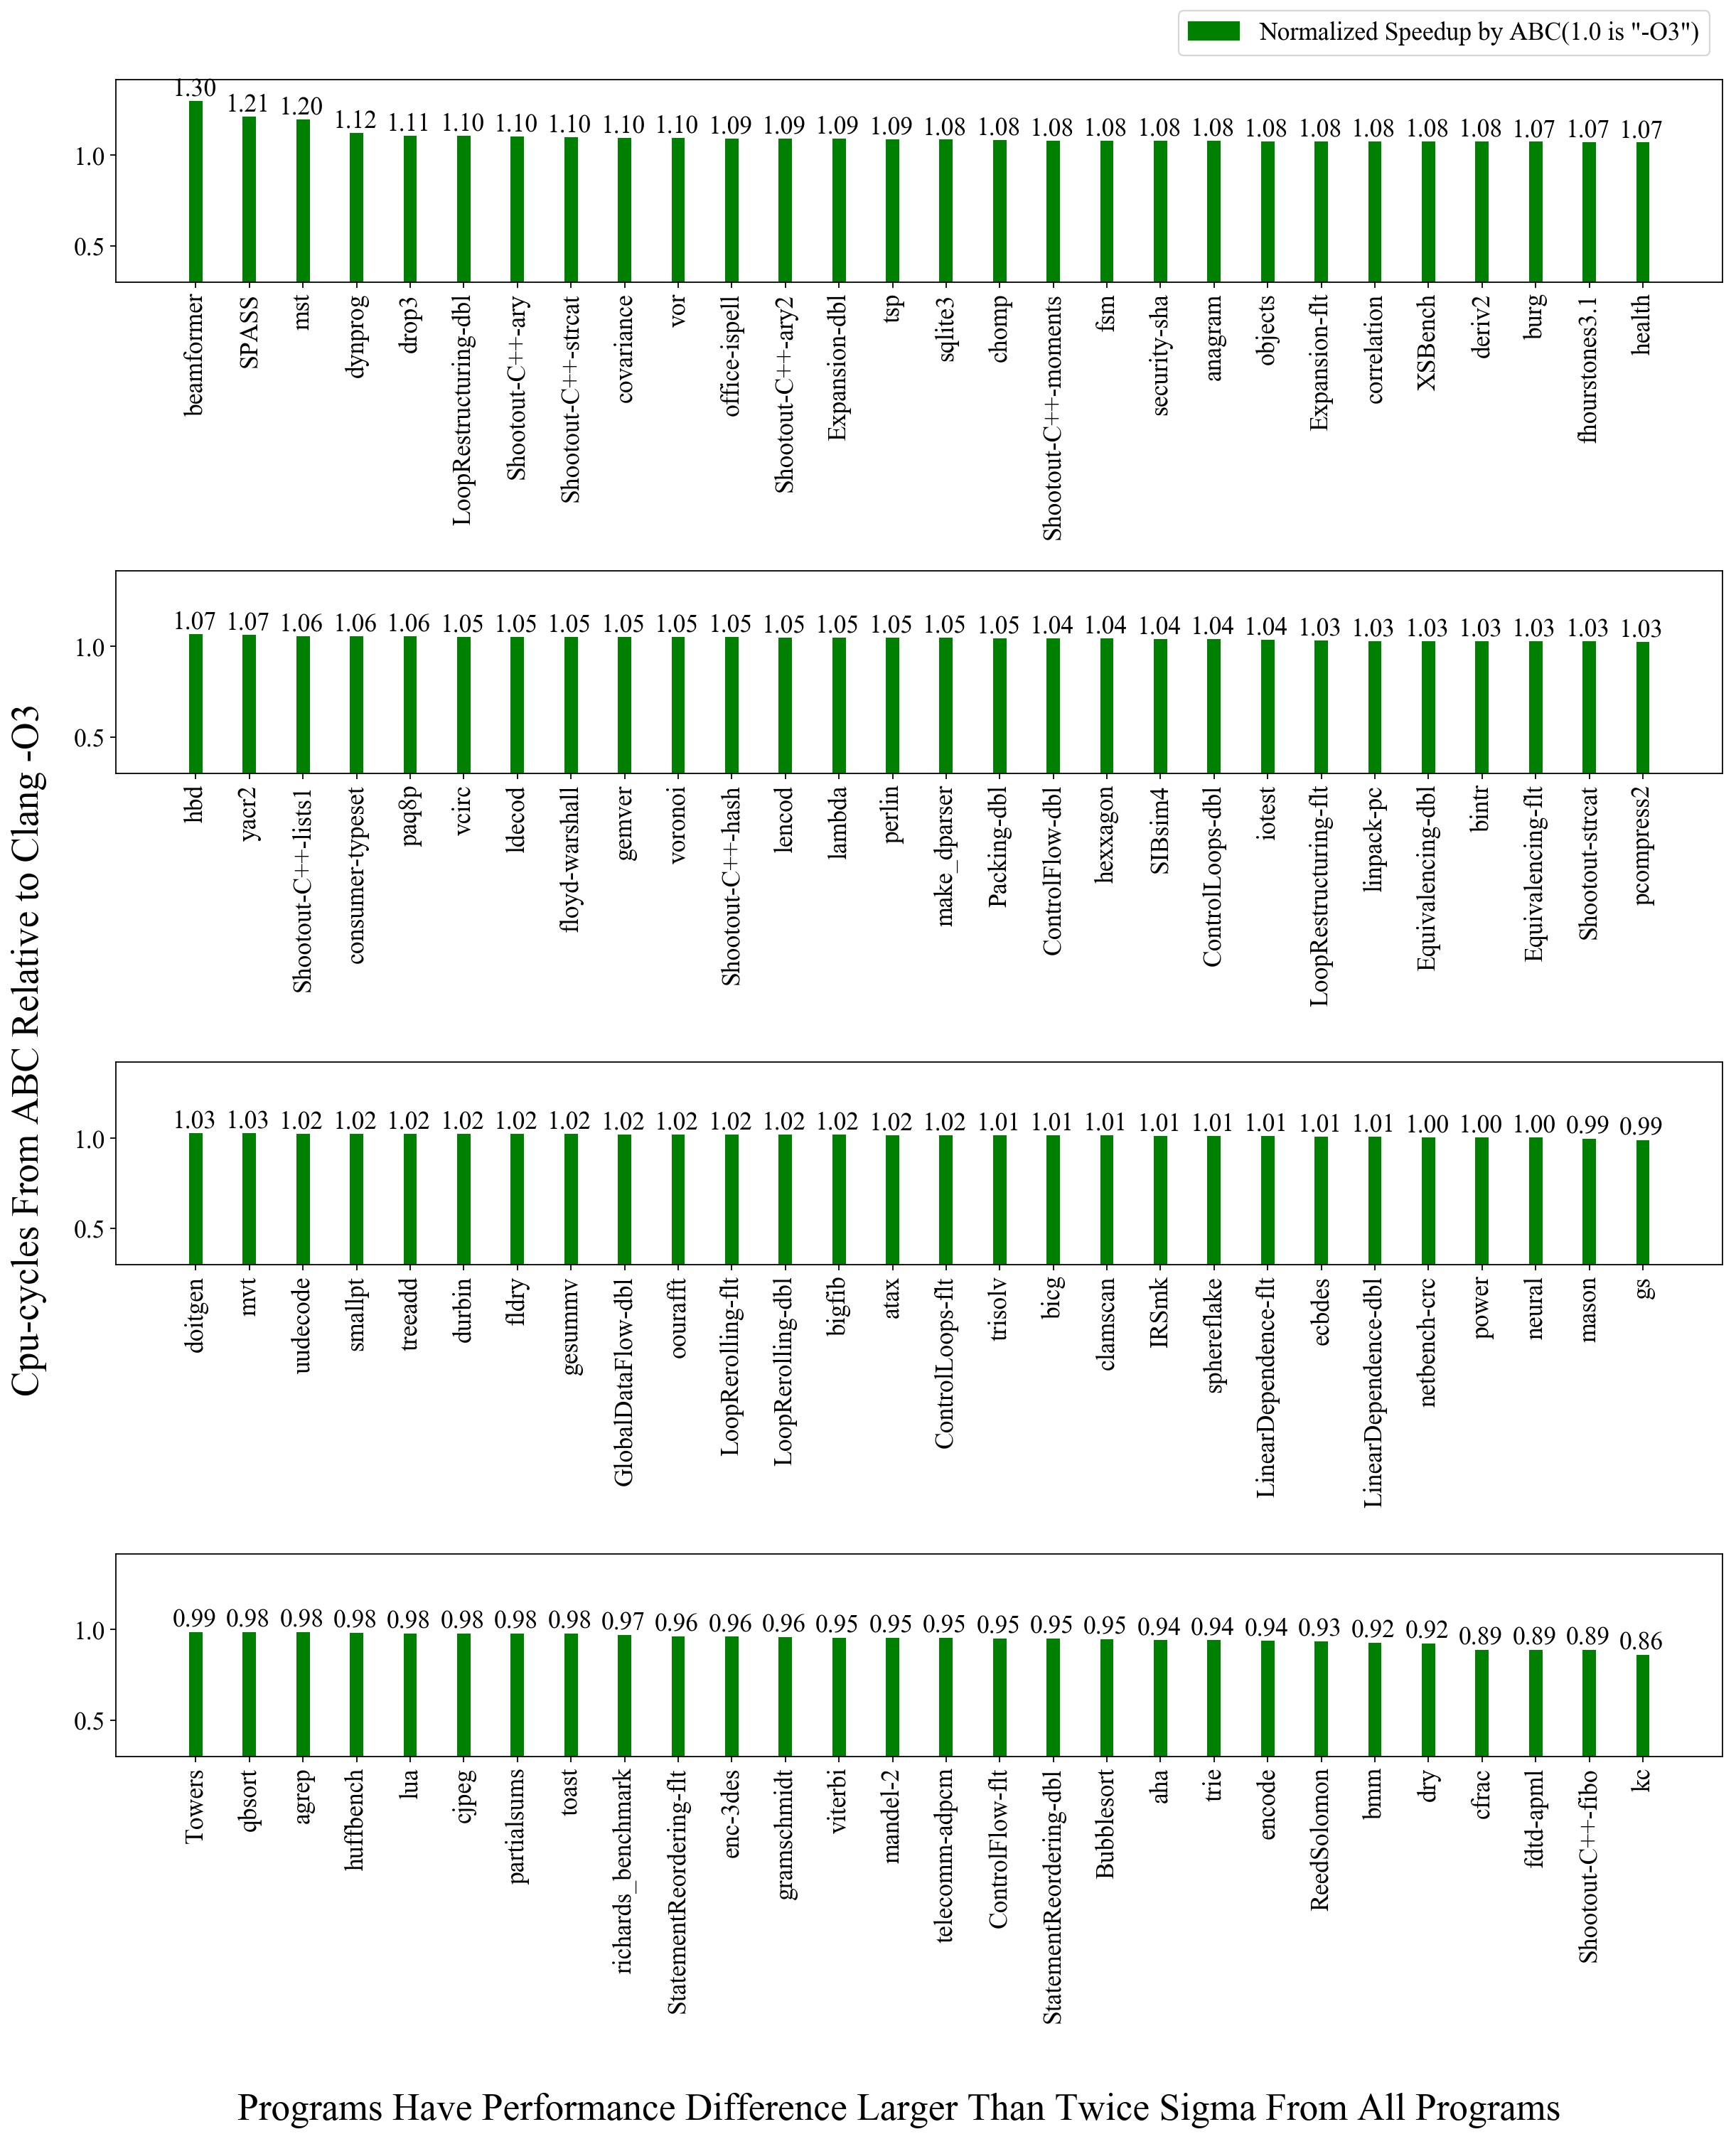 Normalized Speedup by ABC(1.0 is "-O3")
Cpu-cycles From ABC Relative to Clang -O3
1.30 1.21 1.20 1.12 1.11 1.10 1.10 1.10 1.10 1.10 1.09 1.09 1.09 1.09 1.08 1.08 1.08 1.08 1.08 1.08 1.08 1.08 1.08 1.08 1.08 1.07 1.07 1.07
1.0
0.5
beamformer
SPASS
mst
dynprog
drop3
LoopRestructuring-dbl
Shootout-C++-ary
Shootout-C++-strcat
covariance
vor
office-ispell
Shootout-C++-ary2
Expansion-dbl
tsp
sqlite3
chomp
Shootout-C++-moments
fsm
security-sha
anagram
objects
Expansion-flt
correlation
XSBench
deriv2
burg
fhourstones3.1
health
1.07 1.07 1.06 1.06 1.06 1.05 1.05 1.05 1.05 1.05 1.05 1.05 1.05 1.05 1.05 1.05 1.04 1.04 1.04 1.04 1.04 1.03 1.03 1.03 1.03 1.03 1.03 1.03
1.0
0.5
hbd
yacr2
Shootout-C++-lists1
consumer-typeset
paq8p
vcirc
ldecod
floyd-warshall
gemver
voronoi
Shootout-C++-hash
lencod
lambda
perlin
make_dparser
Packing-dbl
ControlFlow-dbl
hexxagon
SIBsim4
ControlLoops-dbl
iotest
LoopRestructuring-flt
linpack-pc
Equivalencing-dbl
bintr
Equivalencing-flt
Shootout-strcat
pcompress2
1.03 1.03 1.02 1.02 1.02 1.02 1.02 1.02 1.02 1.02 1.02 1.02 1.02 1.02 1.02 1.01 1.01 1.01 1.01 1.01 1.01 1.01 1.01 1.00 1.00 1.00 0.99 0.99
1.0
0.5
doitgen
mvt
uudecode
smallpt
treeadd
durbin
fldry
gesummv
GlobalDataFlow-dbl
oourafft
LoopRerolling-flt
LoopRerolling-dbl
bigfib
atax
ControlLoops-flt
trisolv
bicg
clamscan
IRSmk
sphereflake
LinearDependence-flt
ecbdes
LinearDependence-dbl
netbench-crc
power
neural
mason
gs
0.99 0.98 0.98 0.98 0.98 0.98 0.98 0.98 0.97 0.96 0.96 0.96 0.95 0.95 0.95 0.95 0.95 0.95 0.94 0.94 0.94 0.93 0.92 0.92 0.89 0.89 0.89 0.86
1.0
0.5
Towers
qbsort
agrep
huffbench
lua
cjpeg
partialsums
toast
richards_benchmark
StatementReordering-flt
enc-3des
gramschmidt
viterbi
mandel-2
telecomm-adpcm
ControlFlow-flt
StatementReordering-dbl
Bubblesort
aha
trie
encode
ReedSolomon
bmm
dry
cfrac
fdtd-apml
Shootout-C++-fibo
kc
Programs Have Performance Difference Larger Than Twice Sigma From All Programs